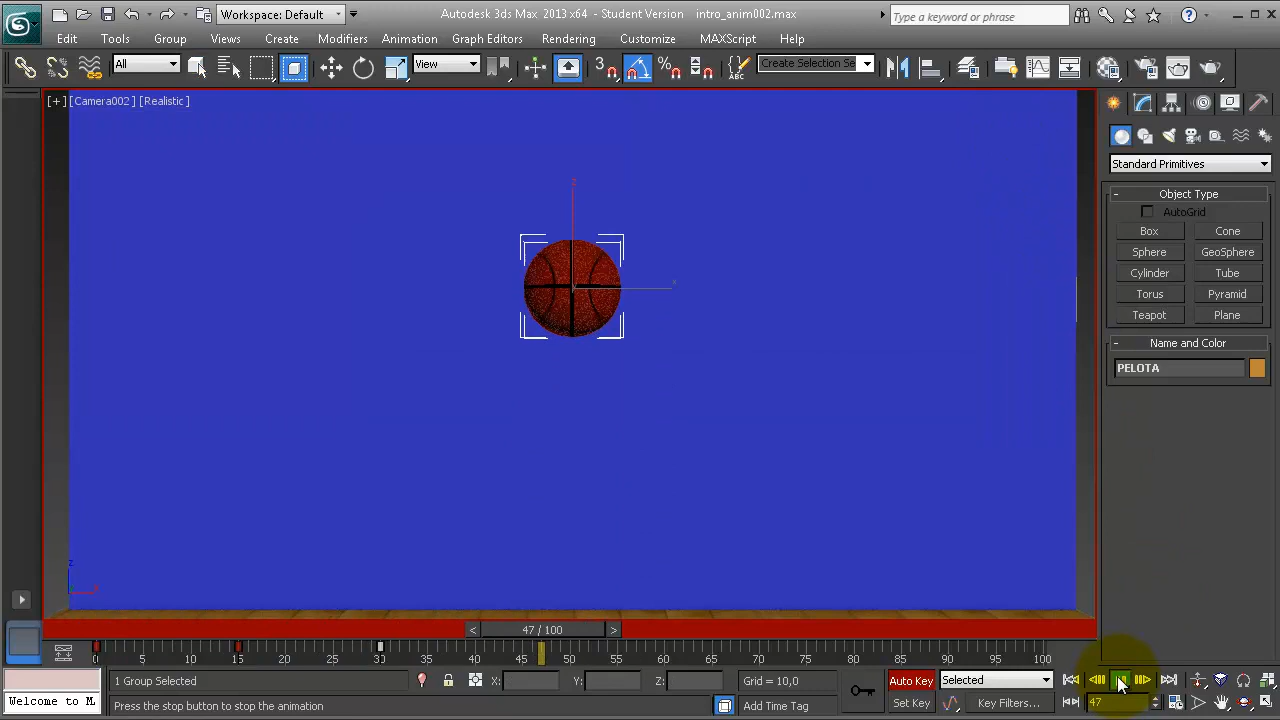 Workspace: Default
Autodesk 3ds Max 2013 x64 - Student Version intro_anim002.max
Type a keyword or phrase
Edit Tools Group Views Create Modifiers Animation Graph Editors Rendering Customize MAXScript Help
All View 3 Create Selection Se
[+] [Camera002] [Realistic]
Standard Primitives
- Object Type
AutoGrid
Box Cone
Sphere GeoSphere
Cylinder Tube
Torus Pyramid
Teapot Plane
- Name and Color
PELOTA
z
x
z
< 47 / 100 >
0 5 10 15 20 25 30 35 40 45 50 55 60 65 70 75 80 85 90 95 100
1 Group Selected X: Y: Z: Grid = 10,0 Auto Key Selected
Welcome to M Press the stop button to stop the animation Add Time Tag Set Key Key Filters... 47